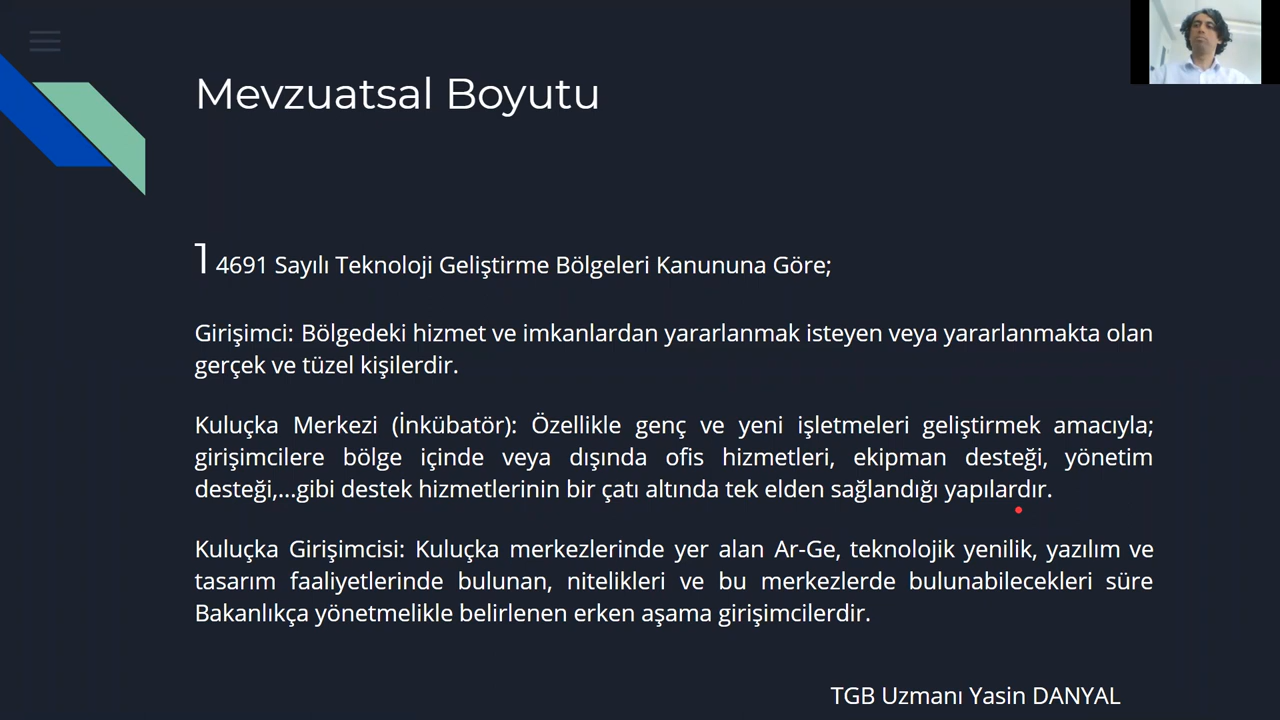 Mevzuatsal Boyutu
1 4691 Sayılı Teknoloji Geliştirme Bölgeleri Kanununa Göre;
Girişimci: Bölgedeki hizmet ve imkanlardan yararlanmak isteyen veya yararlanmakta olan
gerçek ve tüzel kişilerdir.
Kuluçka Merkezi (İnkübatör): Özellikle genç ve yeni işletmeleri geliştirmek amacıyla;
girişimcilere bölge içinde veya dışında ofis hizmetleri, ekipman desteği, yönetim
desteği,...gibi destek hizmetlerinin bir çatı altında tek elden sağlandığı yapılardır.
Kuluçka Girişimcisi: Kuluçka merkezlerinde yer alan Ar-Ge, teknolojik yenilik, yazılım ve
tasarım faaliyetlerinde bulunan, nitelikleri ve bu merkezlerde bulunabilecekleri süre
Bakanlıkça yönetmelikle belirlenen erken aşama girişimcilerdir.
TGB Uzmanı Yasin DANYAL